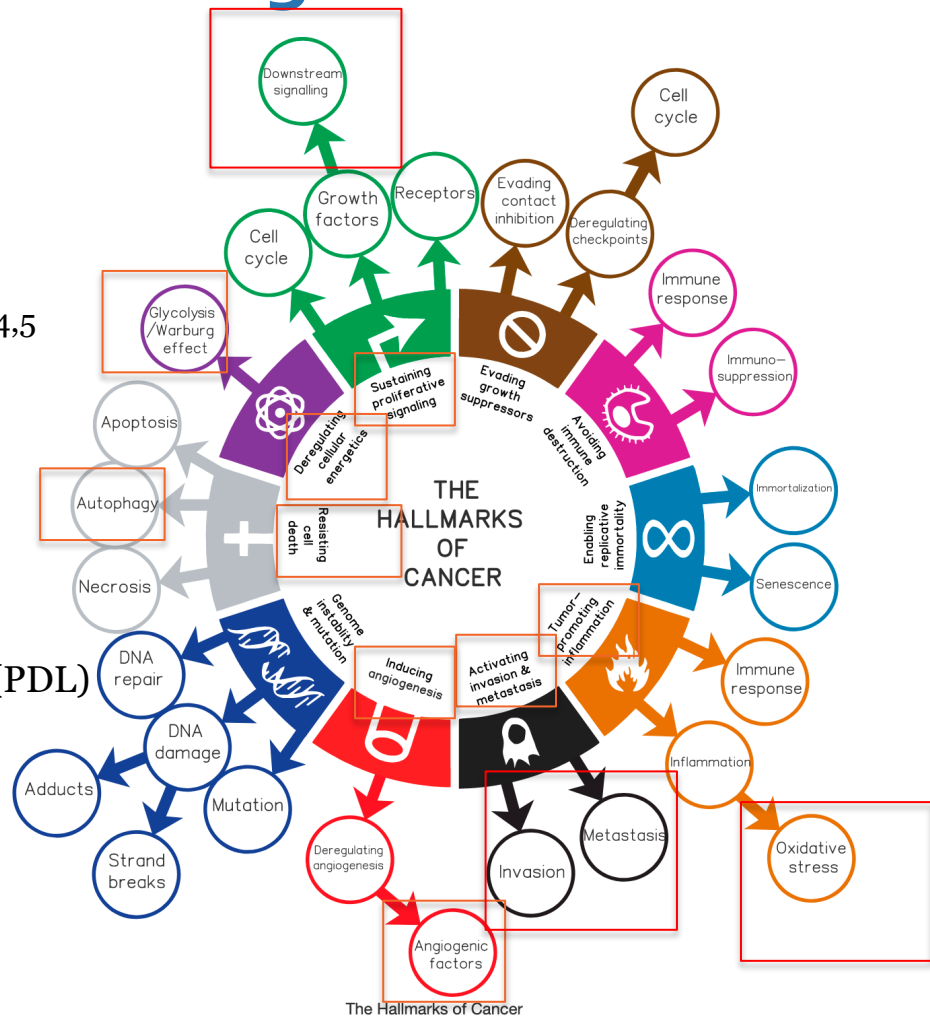 Downstream
signalling
Cell
cycle
Growth
factors
Receptors
Evading
contact
inhibition
Deregulating
checkpoints
Cell
cycle
Immune
response
Immuno-
suppression
4,5
Glycolysis
/Warburg
effect
Apoptosis
Autophagy
Necrosis
Sustaining
proliferative
signaling
Evading
growth
suppressors
Avoiding
immune
destruction
Deregulating
cellular
energetics
Resisting
cell
death
THE
HALLMARKS
OF
CANCER
Enabling
replicative
immortality
Immortalization
Senescence
Genome
instablity
& mutation
Inducing
angiogenesis
Activating
invasion &
metastasis
Tumor-
promoting
inflammation
(PDL)
DNA
repair
DNA
damage
Adducts
Strand
breaks
Mutation
Immune
response
Inflammation
Oxidative
stress
Deregulating
angiogenesis
Angiogenic
factors
Invasion
Metastasis
The Hallmarks of Cancer